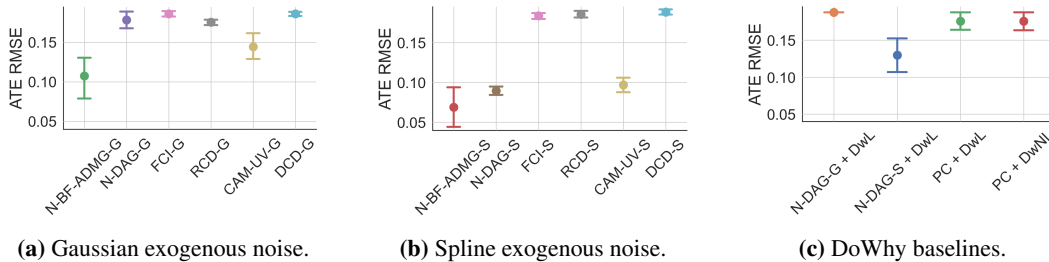 ATE RMSE
0.15
0.10
0.05
N-BF-ADMG-G
N-DAG-G
FCI-G
RCD-G
CAM-UV-G
DCD-G
(a) Gaussian exogenous noise.
ATE RMSE
0.15
0.10
0.05
N-BF-ADMG-S
N-DAG-S
FCI-S
RCD-S
CAM-UV-S
DCD-S
(b) Spline exogenous noise.
ATE RMSE
0.15
0.10
0.05
N-DAG-G + DwL
N-DAG-S + DwL
PC + DwL
PC + DwNL
(c) DoWhy baselines.